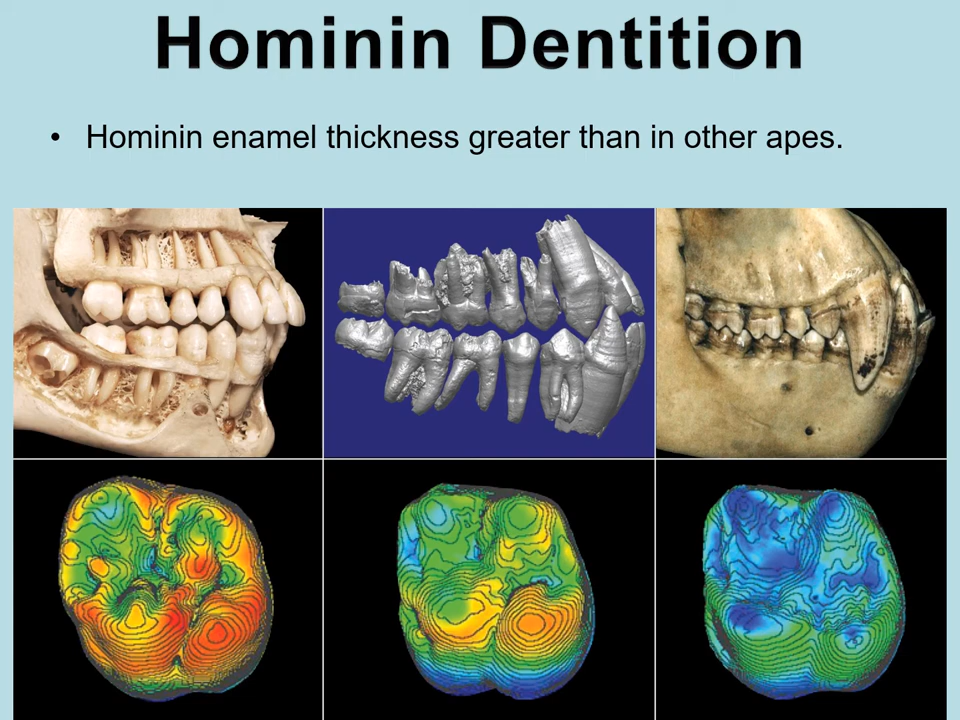 Hominin Dentition
• Hominin enamel thickness greater than in other apes.